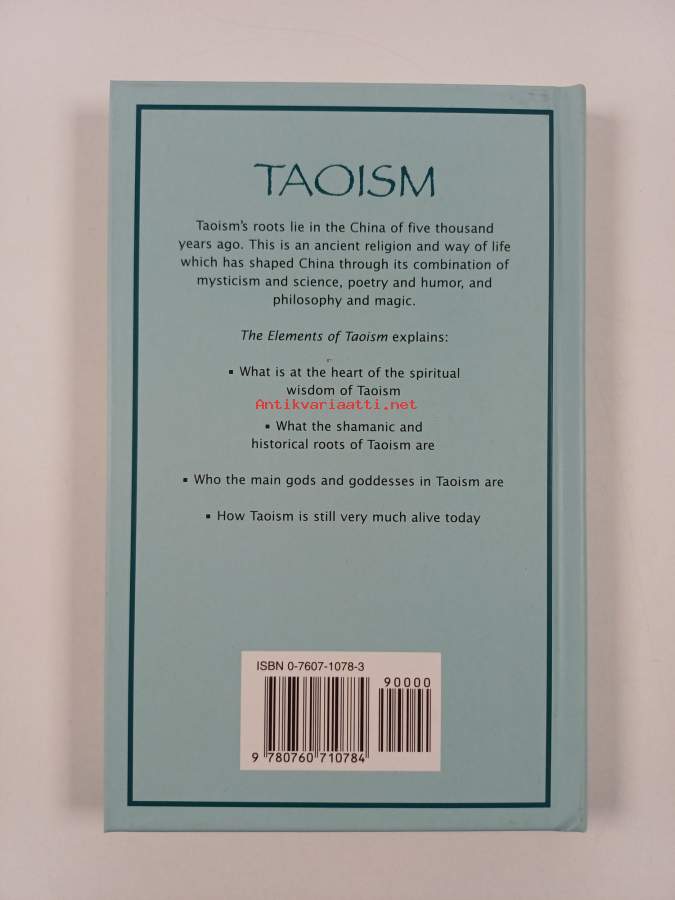 TAOISM
Taoism's roots lie in the China of five thousand
years ago. This is an ancient religion and way of life
which has shaped China through its combination of
mysticism and science, poetry and humor, and
philosophy and magic.
The Elements of Taoism explains:
▪ What is at the heart of the spiritual
wisdom of Taoism
Antikvariaatti.net
▪ What the shamanic and
historical roots of Taoism are
▪ Who the main gods and goddesses in Taoism are
▪ How Taoism is still very much alive today
ISBN 0-7607-1078-3
90000
9 780760 710784